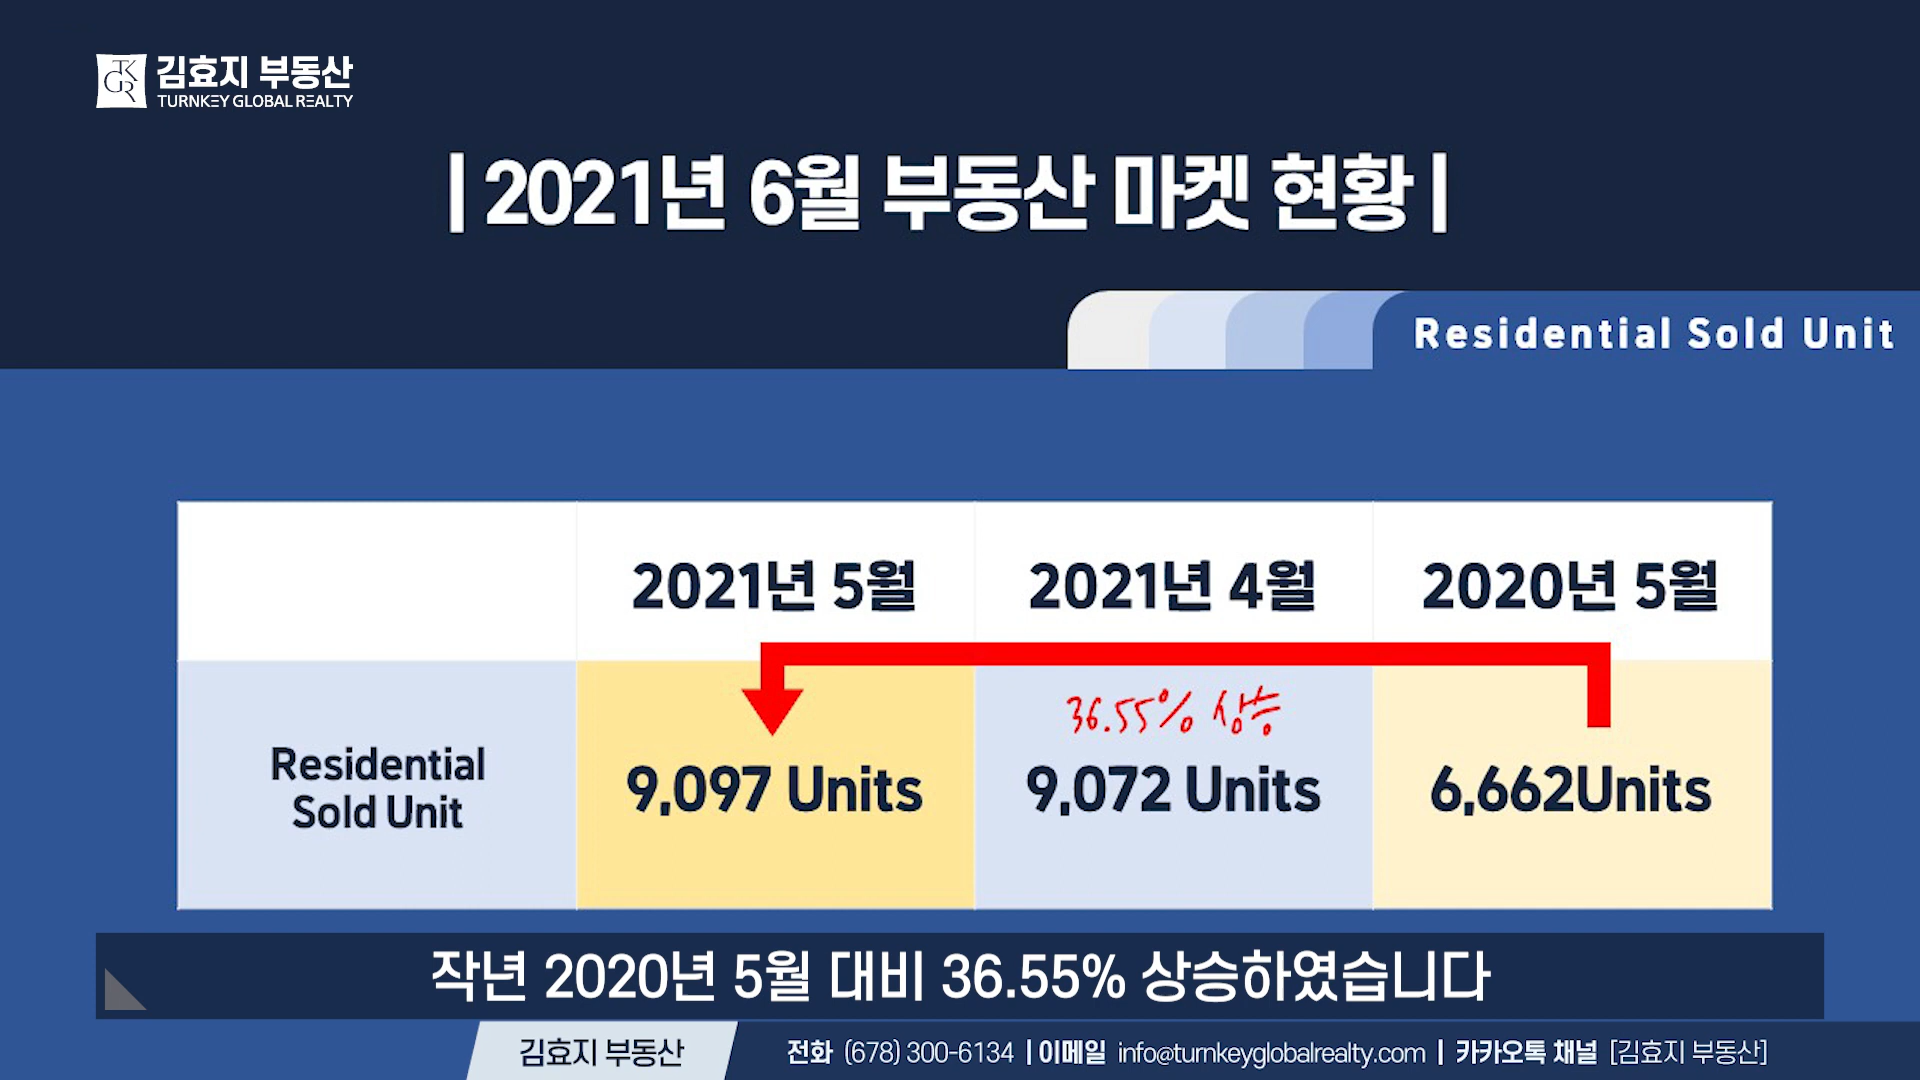 TKGR
김효지 부동산
TURNKEY GLOBAL REALTY
| 2021년 6월 부동산 마켓 현황 |
Residential Sold Unit
2021년 5월 2021년 4월 2020년 5월
36.55% 상승
Residential
Sold Unit
9,097 Units 9,072 Units 6,662Units
작년 2020년 5월 대비 36.55% 상승하였습니다
김효지 부동산 전화 (678) 300-6134 | 이메일 info@turnkeyglobalrealty.com | 카카오톡 채널 [김효지 부동산]